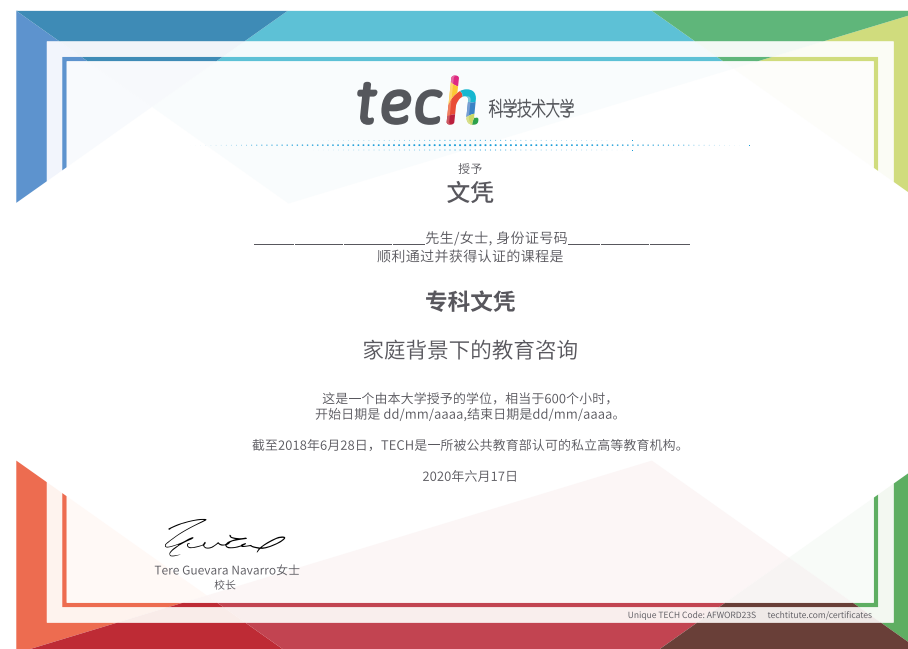 tech 科学技术大学
授予
文凭
________________________先生/女士, 身份证号码_________________
顺利通过并获得认证的课程是
专科文凭
家庭背景下的教育咨询
这是一个由本大学授予的学位，相当于600个小时，
开始日期是 dd/mm/aaaa,结束日期是dd/mm/aaaa。
截至2018年6月28日，TECH是一所被公共教育部认可的私立高等教育机构。
2020年六月17日
Tere Guevara Navarro女士
校长
Unique TECH Code: AFWORD23S techtitute.com/certificates